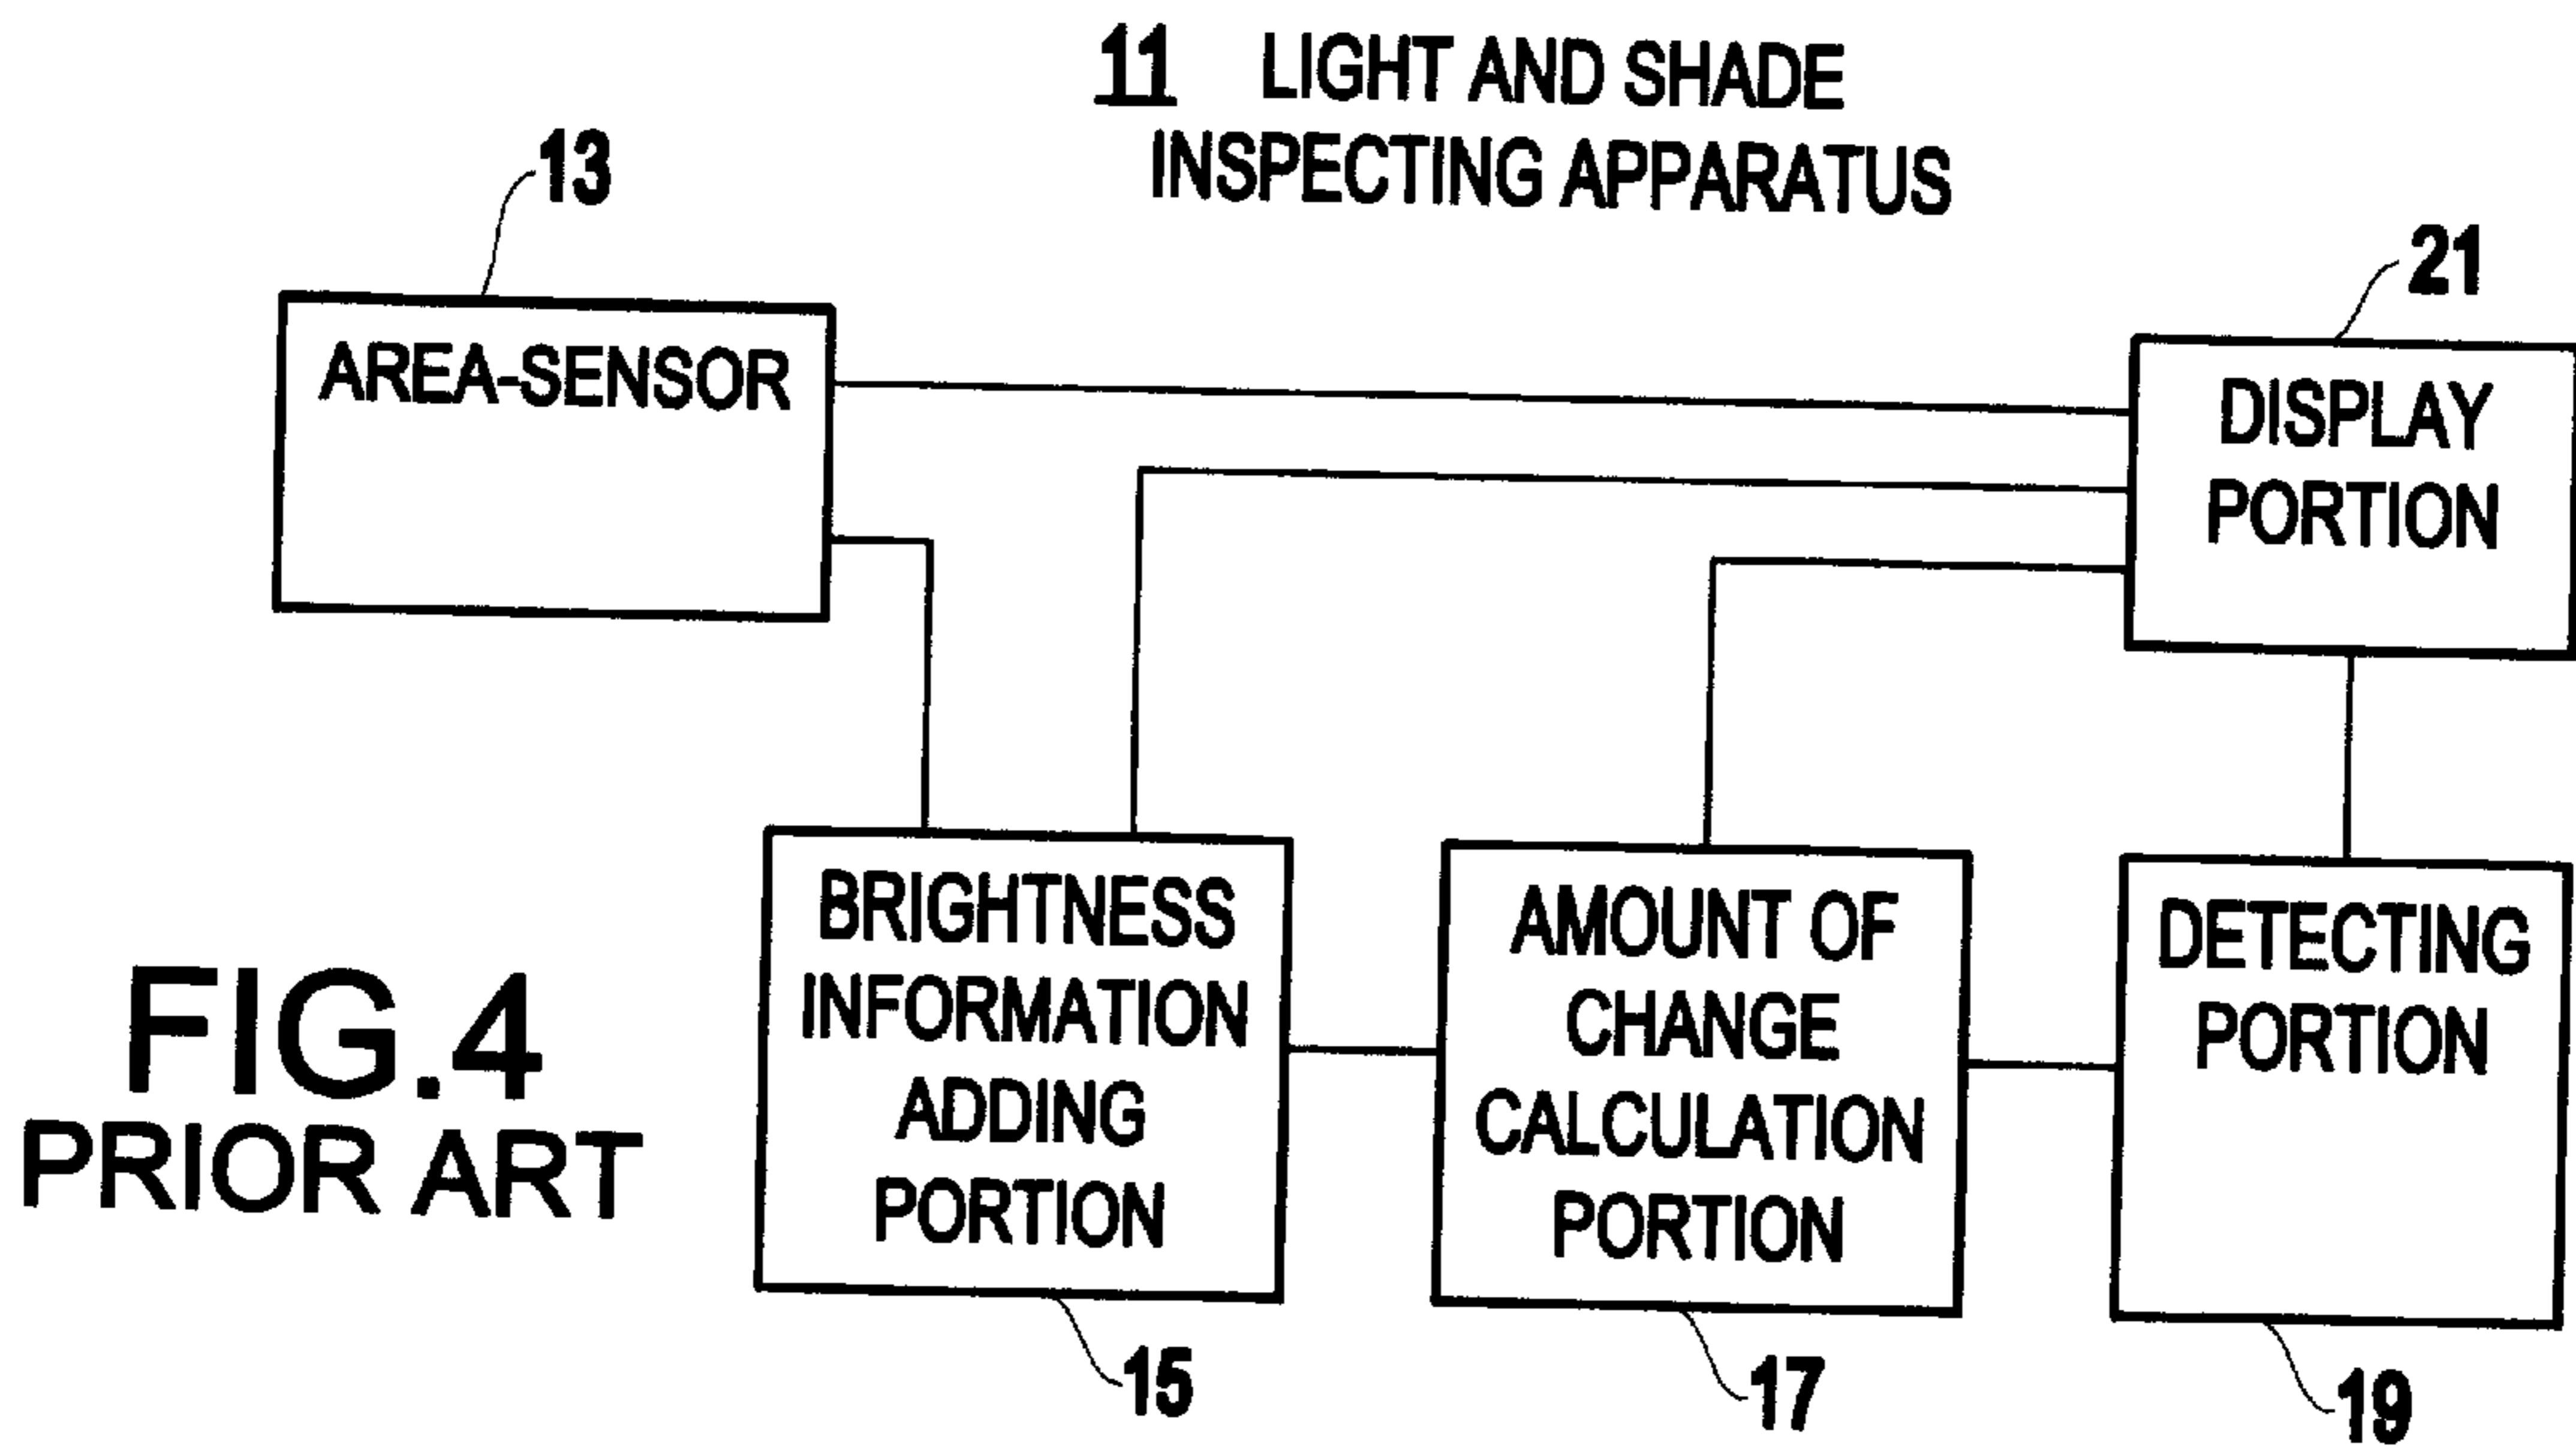 11 LIGHT AND SHADE
INSPECTING APPARATUS
13
AREA-SENSOR
21
DISPLAY
PORTION
BRIGHTNESS
INFORMATION
ADDING
PORTION
15
AMOUNT OF
CHANGE
CALCULATION
PORTION
17
DETECTING
PORTION
19
FIG.4
PRIOR ART